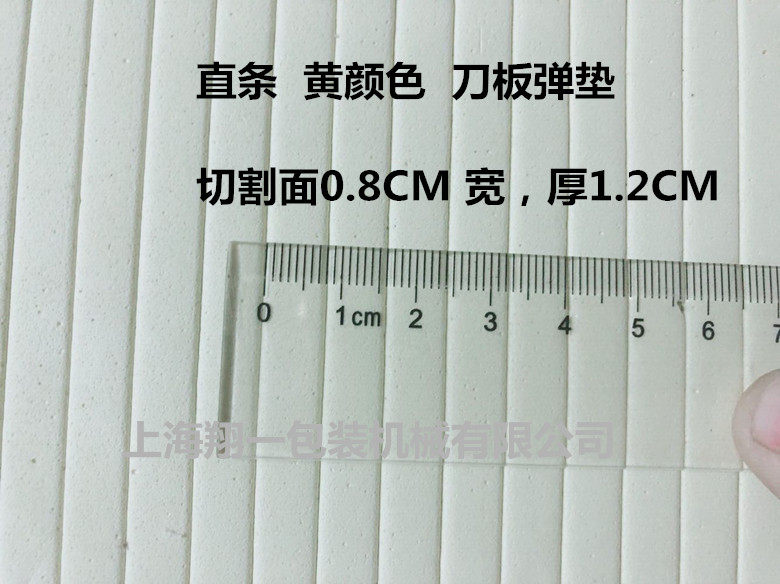 直条 黄颜色 刀板弹垫
切割面0.8CM 宽，厚1.2CM
0 1cm 2 3 4 5 6 7
上海翔一包装机械有限公司